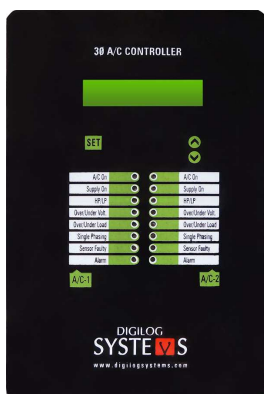 3Ø A/C CONTROLLER
SET
A/C On A/C On
Supply On Supply On
HP/LP HP/LP
Over/Under Volt. Over/Under Volt.
Over/Under Load Over/Under Load
Single Phasing Single Phasing
Sensor Faulty Sensor Faulty
Alarm Alarm
A/C-1 A/C-2
DIGILOG
SYSTEMS
www.digilogsystems.com